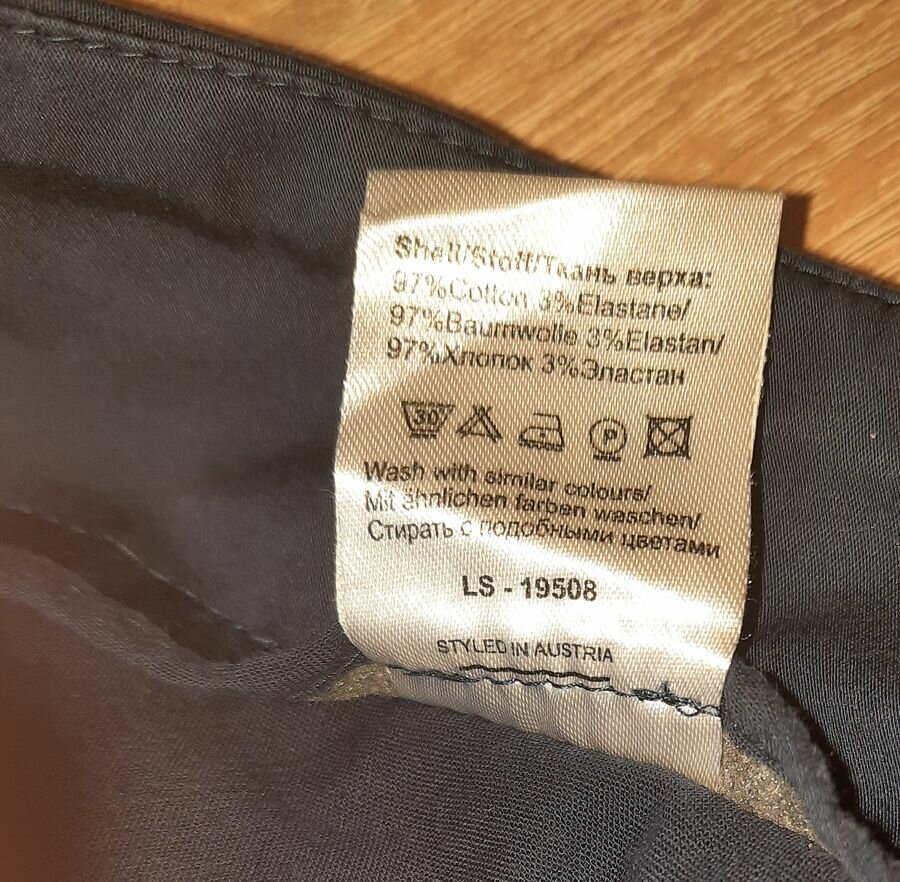 Shell/Stoff/Ткань верха:
97%Cotton 3%Elastane/
97%Baumwolle 3%Elastan/
97%Хлопок 3%Эластан
30° P
Wash with similar colours/
Mit ähnlichen farben waschen/
Стирать с подобными цветами
LS - 19508
STYLED IN AUSTRIA